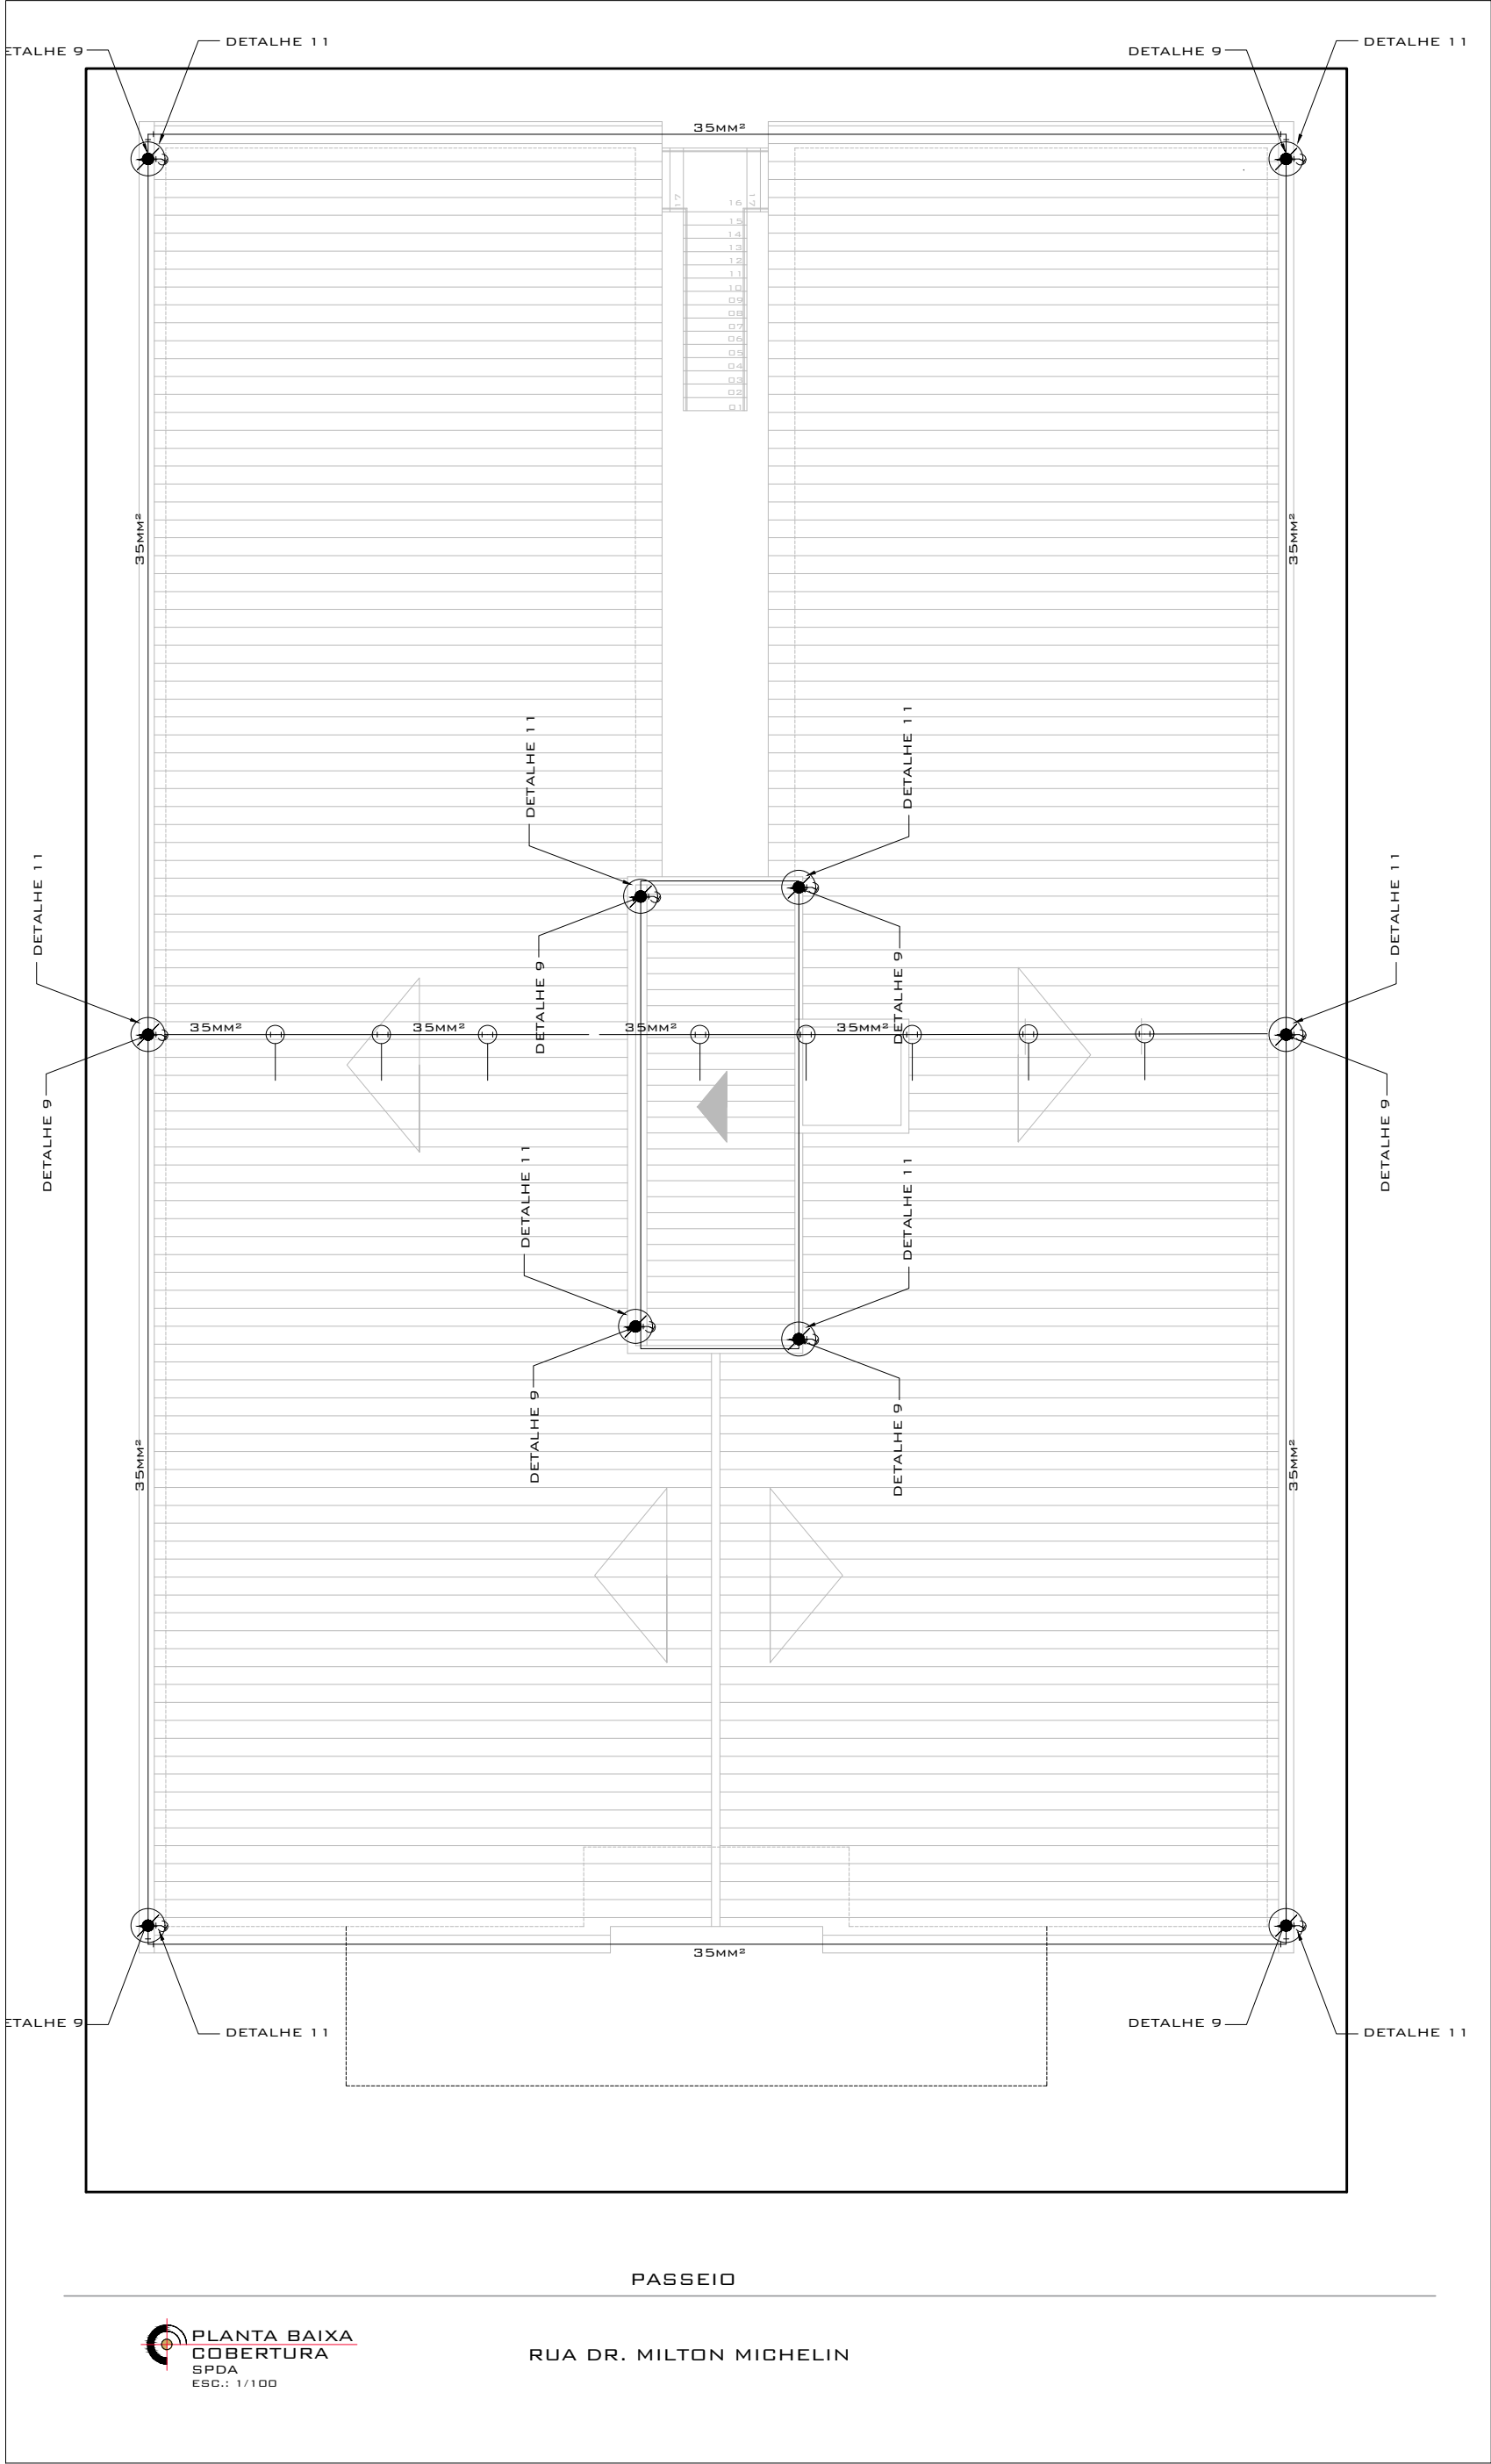 DETALHE 11
DETALHE 11
ETALHE 9
DETALHE 9
35MM²
17
16
17
15
14
13
12
11
10
09
08
07
06
05
04
03
02
01
35MM²
35MM²
DETALHE 11
DETALHE 11
DETALHE 11
DETALHE 11
DETALHE 9
DETALHE 9
35MM²
35MM²
35MM²
35MM²
DETALHE 9
DETALHE 9
DETALHE 11
DETALHE 11
DETALHE 9
DETALHE 9
35MM²
35MM²
35MM²
ETALHE 9
DETALHE 9
DETALHE 11
DETALHE 11
PASSEIO
PLANTA BAIXA
COBERTURA
SPDA
ESC.: 1/100
RUA DR. MILTON MICHELIN